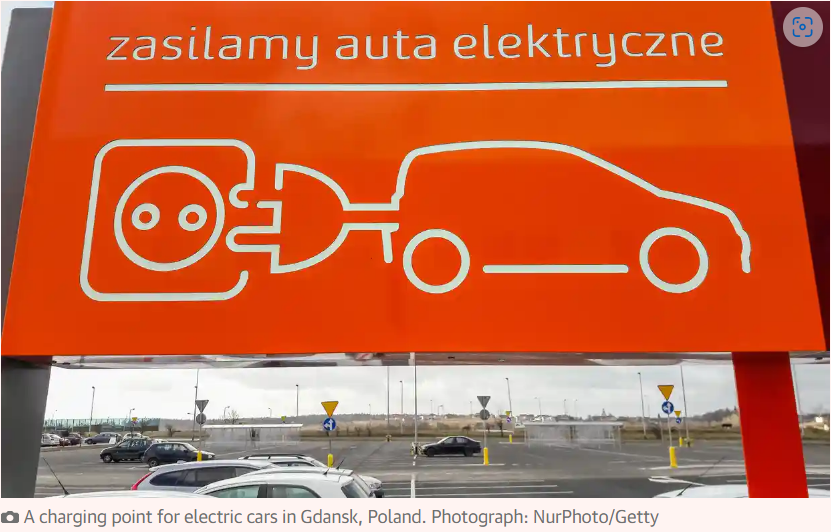 zasilamy auta elektryczne
A charging point for electric cars in Gdansk, Poland. Photograph: NurPhoto/Getty